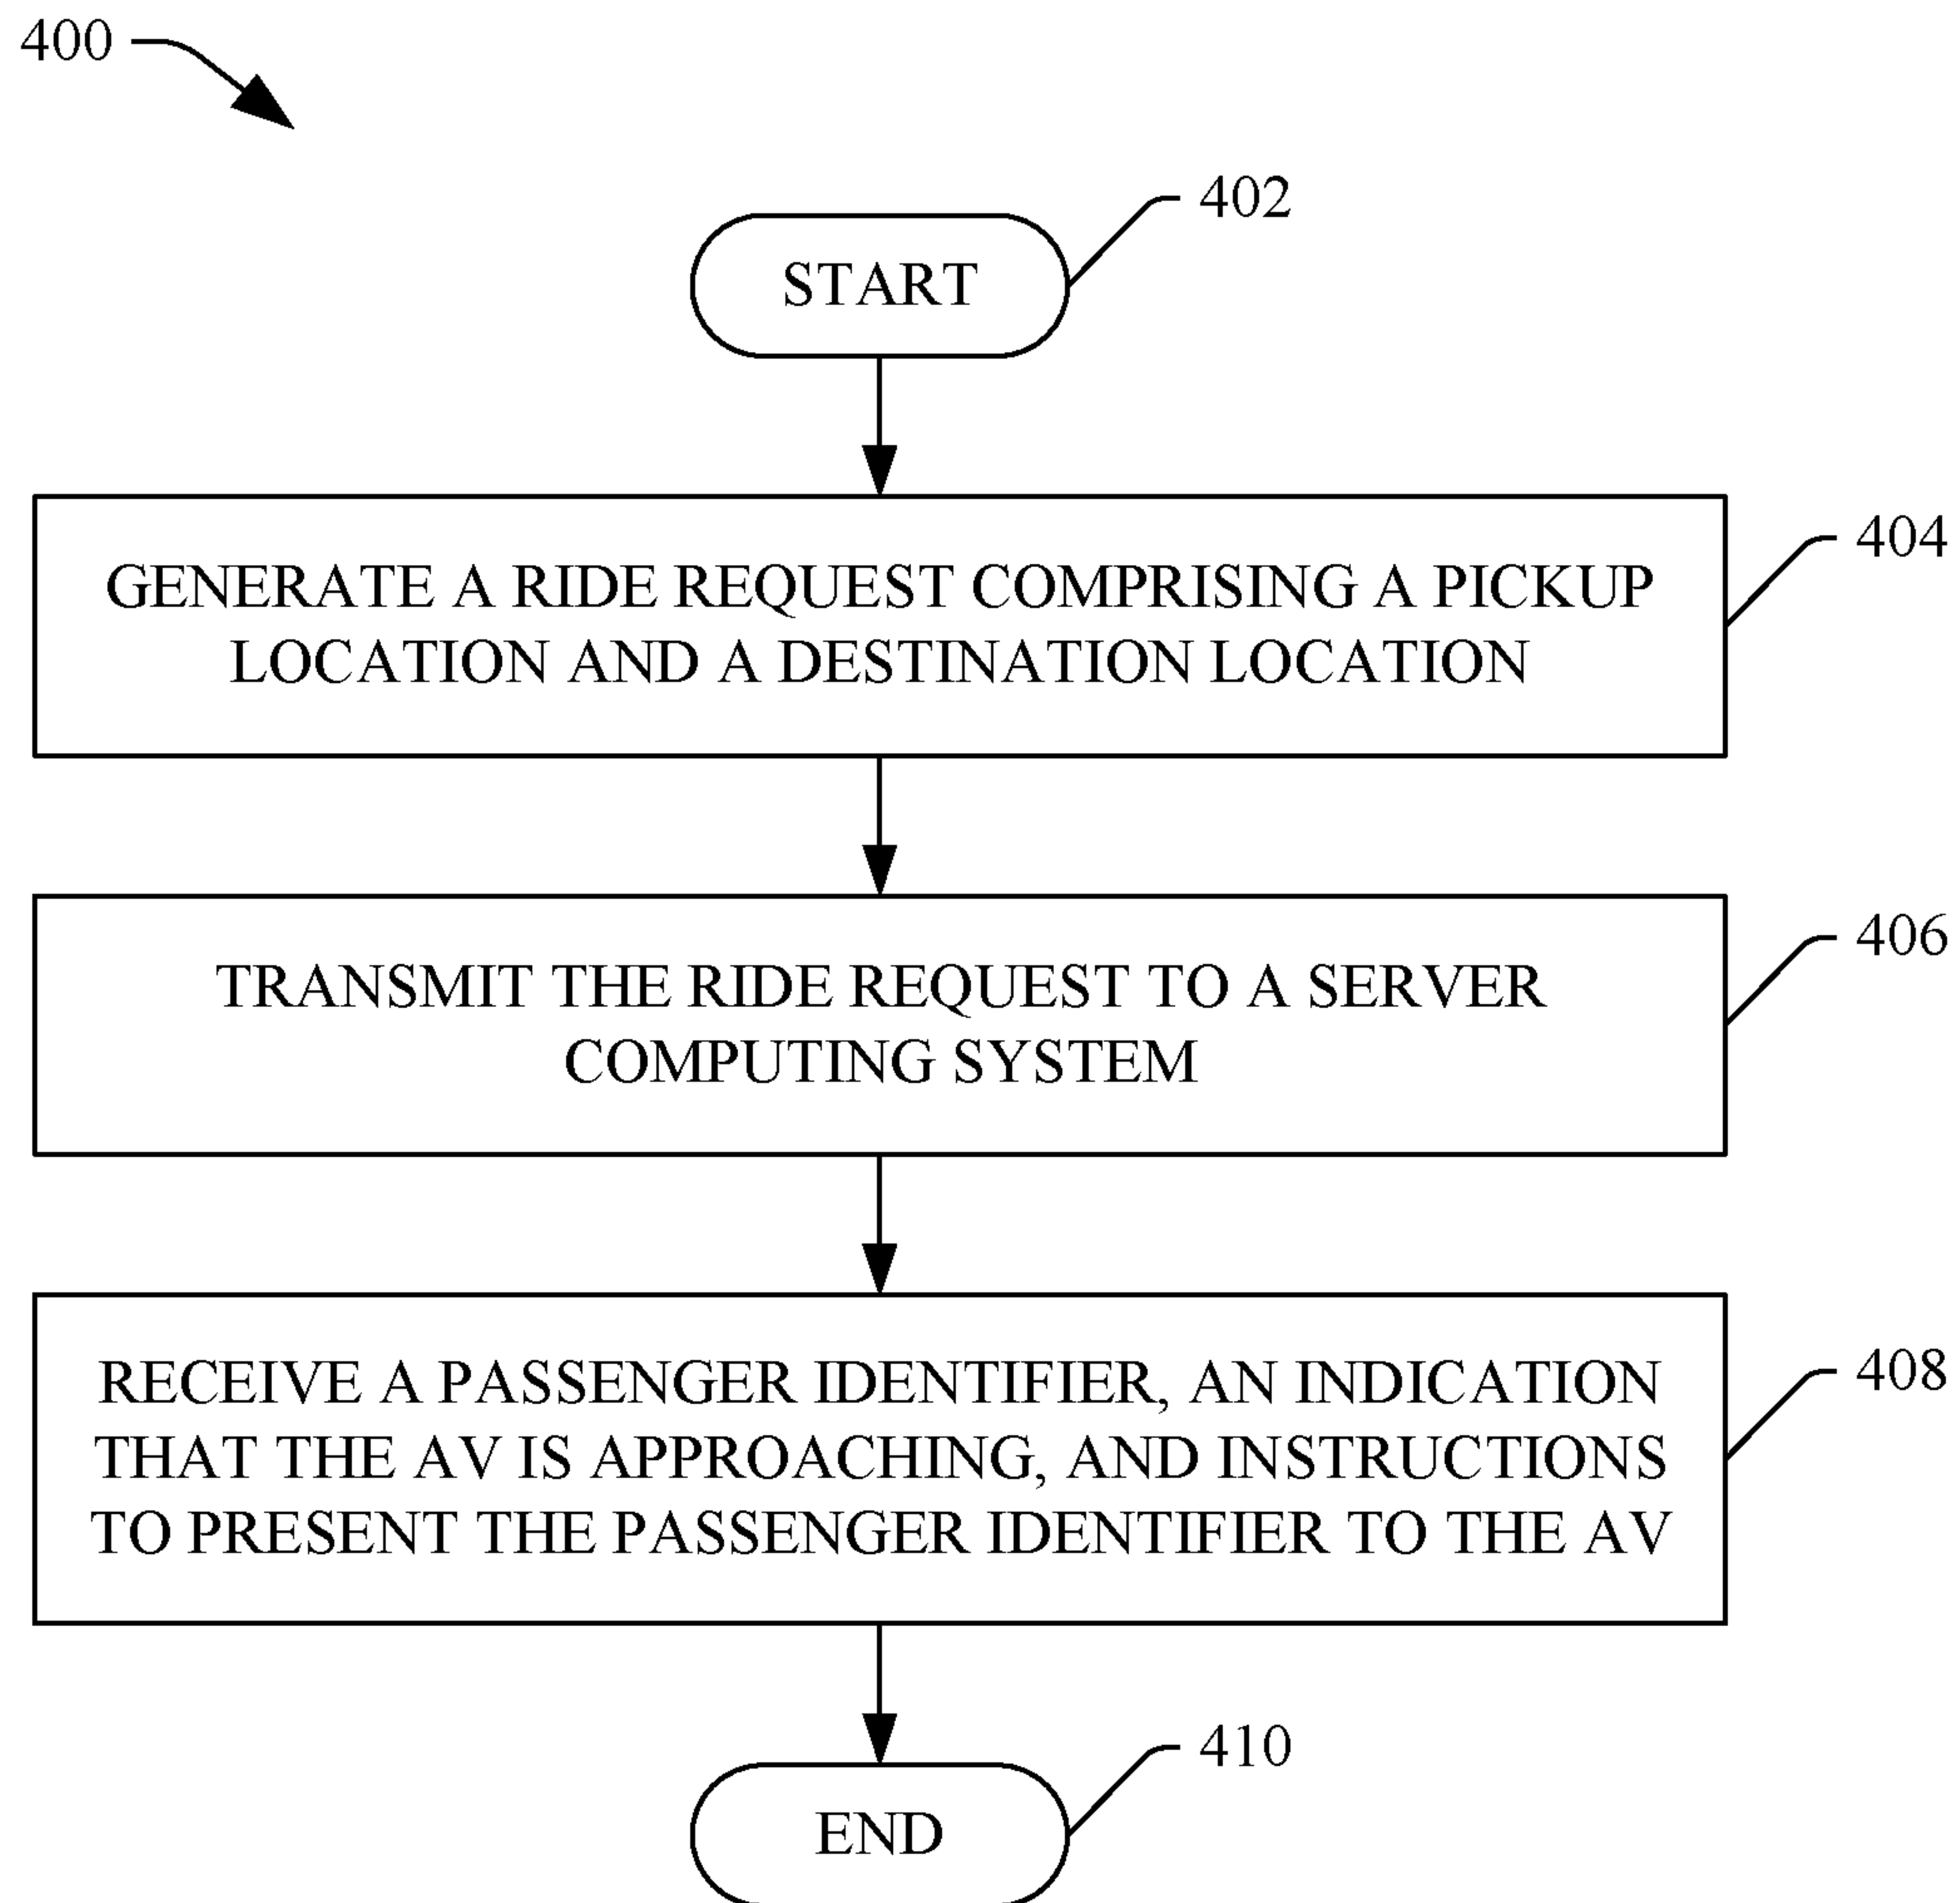 400
402
START
404
GENERATE A RIDE REQUEST COMPRISING A PICKUP
LOCATION AND A DESTINATION LOCATION
406
TRANSMIT THE RIDE REQUEST TO A SERVER
COMPUTING SYSTEM
408
RECEIVE A PASSENGER IDENTIFIER, AN INDICATION
THAT THE AV IS APPROACHING, AND INSTRUCTIONS
TO PRESENT THE PASSENGER IDENTIFIER TO THE AV
410
END